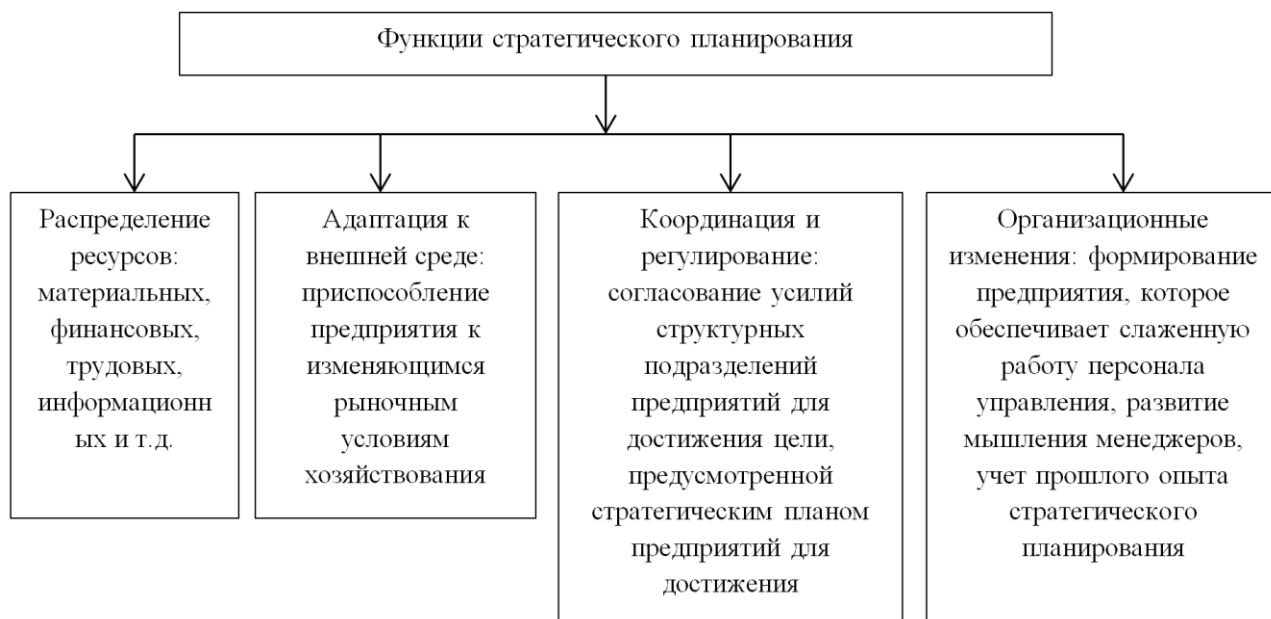 Функции стратегического планирования
Распределение
ресурсов:
материальных,
финансовых,
трудовых,
информационн
ых и т.д.
Адаптация к
внешней среде:
приспособление
предприятия к
изменяющимся
рыночным
условиям
хозяйствования
Координация и
регулирование:
согласование усилий
структурных
подразделений
предприятий для
достижения цели,
предусмотренной
стратегическим планом
предприятий для
достижения
Организационные
изменения: формирование
предприятия, которое
обеспечивает слаженную
работу персонала
управления, развитие
мышления менеджеров,
учет прошлого опыта
стратегического
планирования